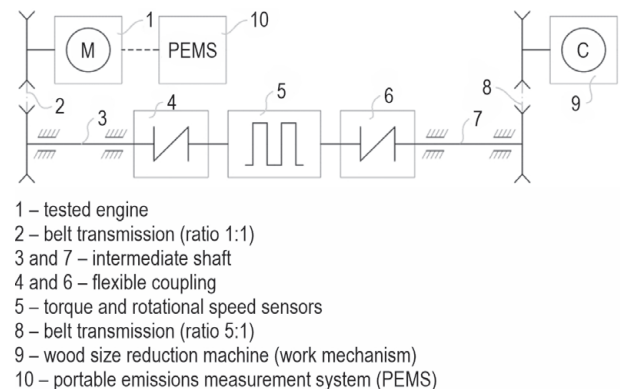 1
10
M
PEMS
C
2
3
4
5
6
7
8
9
1 – tested engine
2 – belt transmission (ratio 1:1)
3 and 7 – intermediate shaft
4 and 6 – flexible coupling
5 – torque and rotational speed sensors
8 – belt transmission (ratio 5:1)
9 – wood size reduction machine (work mechanism)
10 – portable emissions measurement system (PEMS)